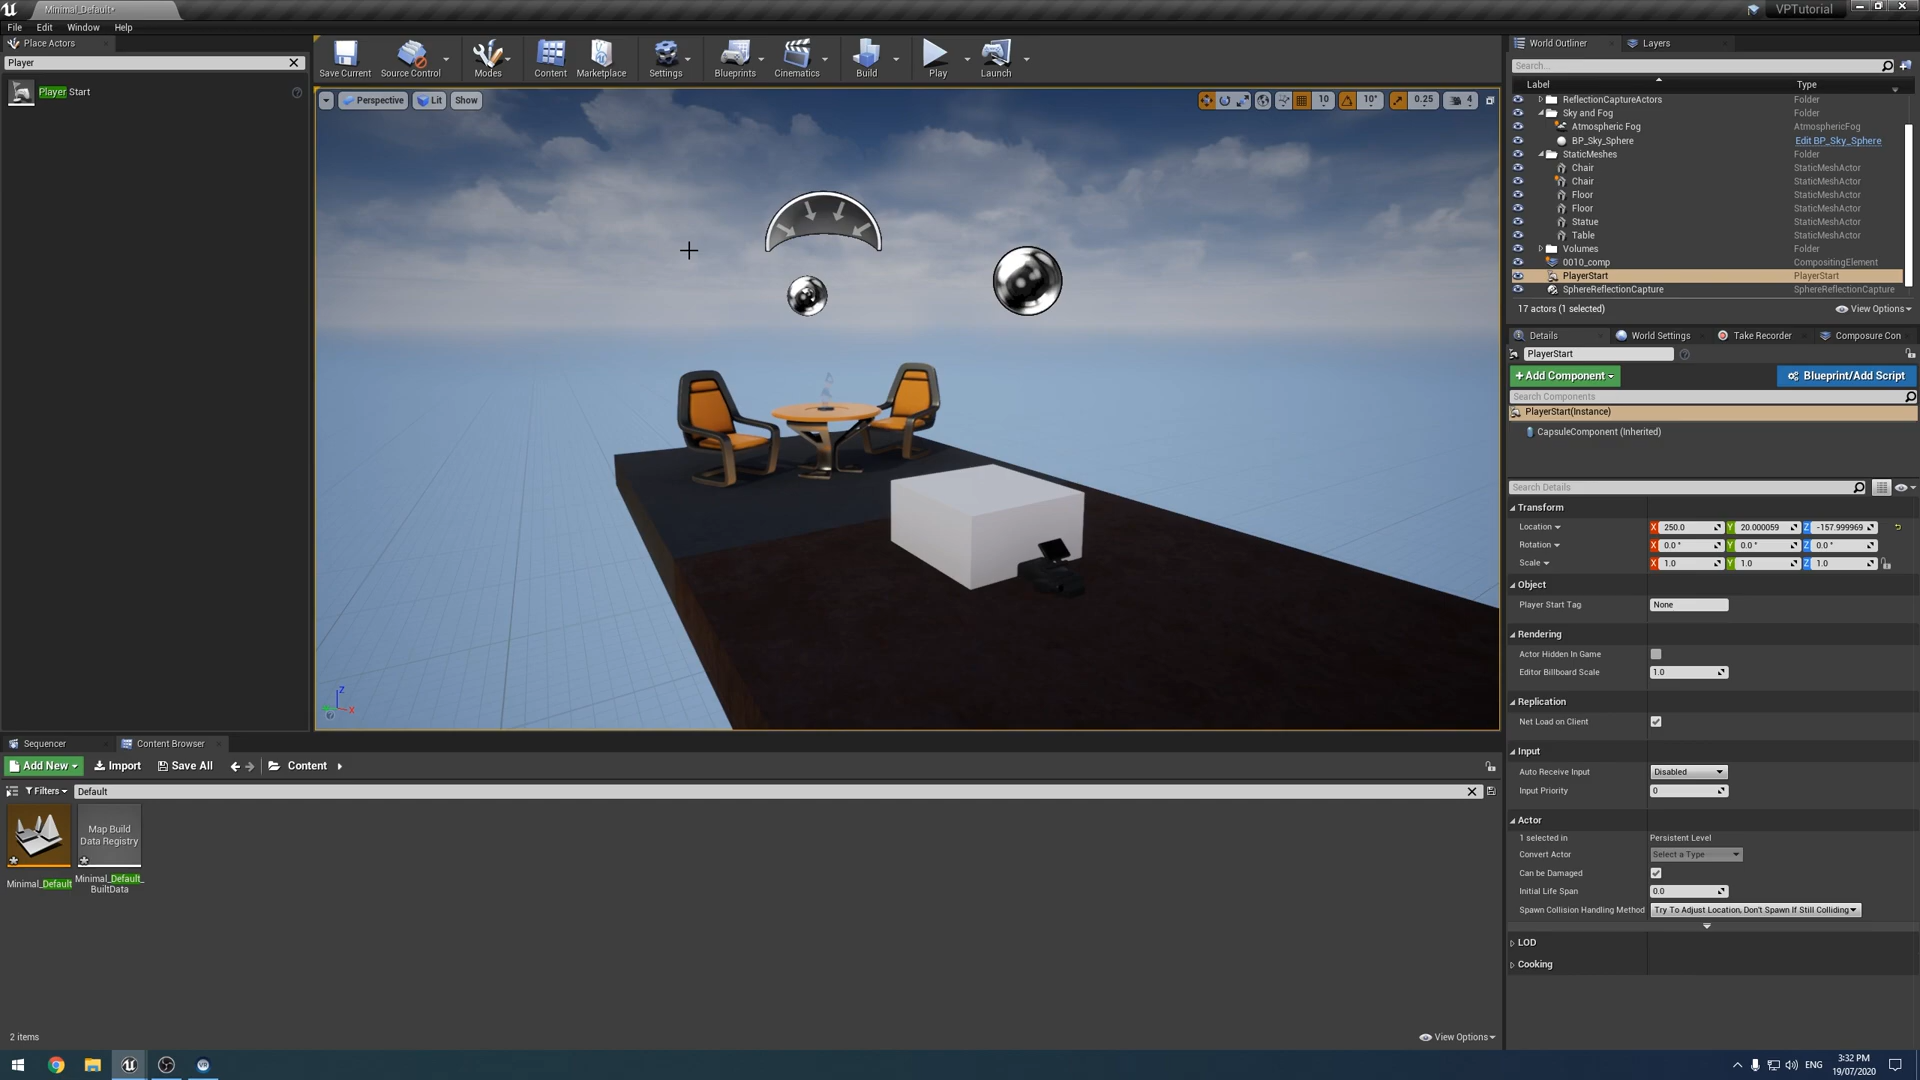 Minimal_Default*
VPTutorial
File Edit Window Help
Place Actors
Player
Player Start
Save Current Source Control Modes Content Marketplace Settings Blueprints Cinematics Build Play Launch
Perspective Lit Show
10 10° 0.25 4
Z
X
World Outliner Layers
Search...
Label Type
ReflectionCaptureActors Folder
Sky and Fog Folder
Atmospheric Fog AtmosphericFog
BP_Sky_Sphere Edit BP_Sky_Sphere
StaticMeshes Folder
Chair StaticMeshActor
Chair StaticMeshActor
Floor StaticMeshActor
Floor StaticMeshActor
Statue StaticMeshActor
Table StaticMeshActor
Volumes Folder
0010_comp CompositingElement
PlayerStart PlayerStart
SphereReflectionCapture SphereReflectionCapture
17 actors (1 selected) View Options
Details World Settings Take Recorder Composure Con
PlayerStart
+Add Component Blueprint/Add Script
Search Components
PlayerStart(Instance)
CapsuleComponent (Inherited)
Search Details
Transform
Location X 250.0 Y 20.000059 Z -157.999969
Rotation X 0.0 ° Y 0.0 ° Z 0.0 °
Scale X 1.0 Y 1.0 Z 1.0
Object
Player Start Tag None
Rendering
Actor Hidden In Game
Editor Billboard Scale 1.0
Replication
Net Load on Client
Input
Auto Receive Input Disabled
Input Priority 0
Actor
1 selected in Persistent Level
Convert Actor Select a Type
Can be Damaged
Initial Life Span 0.0
Spawn Collision Handling Method Try To Adjust Location, Don't Spawn If Still Colliding
LOD
Cooking
Sequencer Content Browser
Add New Import Save All Content
Filters Default
Map Build
Data Registry
Minimal_Default
Minimal_Default_
BuiltData
2 items View Options
VR
ENG
3:32 PM
19/07/2020